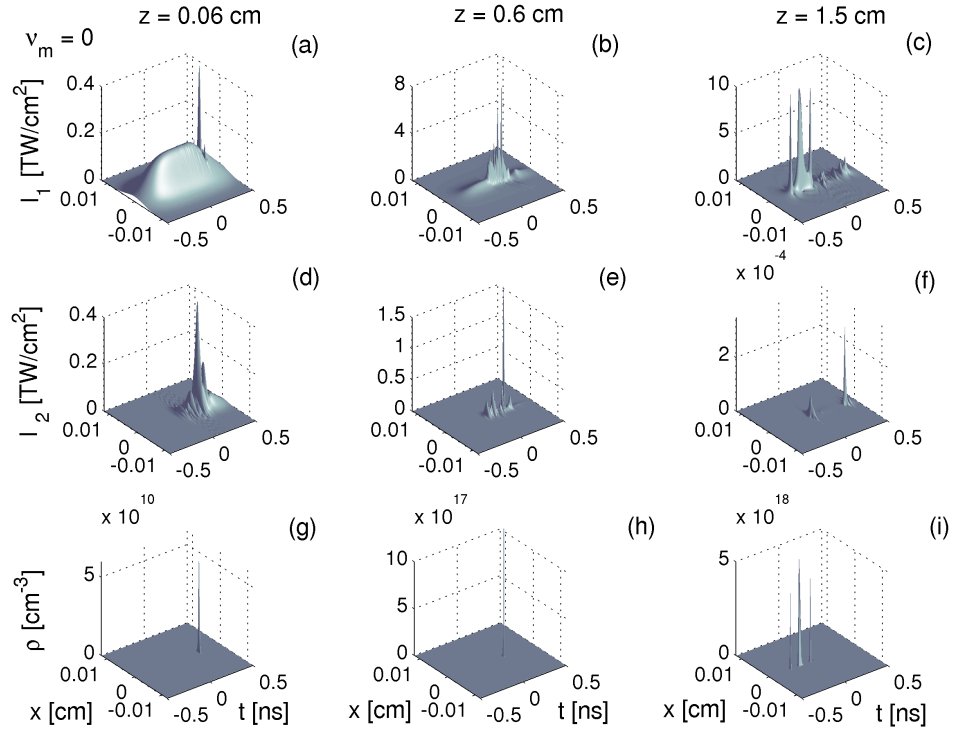 z = 0.06 cm z = 0.6 cm z = 1.5 cm
ν_m = 0
(a) (b) (c)
I_1 [TW/cm^2]
0.4 8 10
0.2 4 5
0 0 0
0.01 0 -0.01 -0.5 0 0.5
0.01 0 -0.01 -0.5 0 0.5
0.01 0 -0.01 -0.5 0 0.5
x 10^-4
(d) (e) (f)
I_2 [TW/cm^2]
0.4 0.2 0
1.5 1 0.5 0
2 0
0.01 0 -0.01 -0.5 0 0.5
0.01 0 -0.01 -0.5 0 0.5
0.01 0 -0.01 -0.5 0 0.5
x 10^10 x 10^17 x 10^18
(g) (h) (i)
ρ [cm^-3]
5 0
10 5 0
5 0
0.01 0 -0.01 -0.5 0 0.5
0.01 0 -0.01 -0.5 0 0.5
0.01 0 -0.01 -0.5 0 0.5
x [cm] t [ns] x [cm] t [ns] x [cm] t [ns]